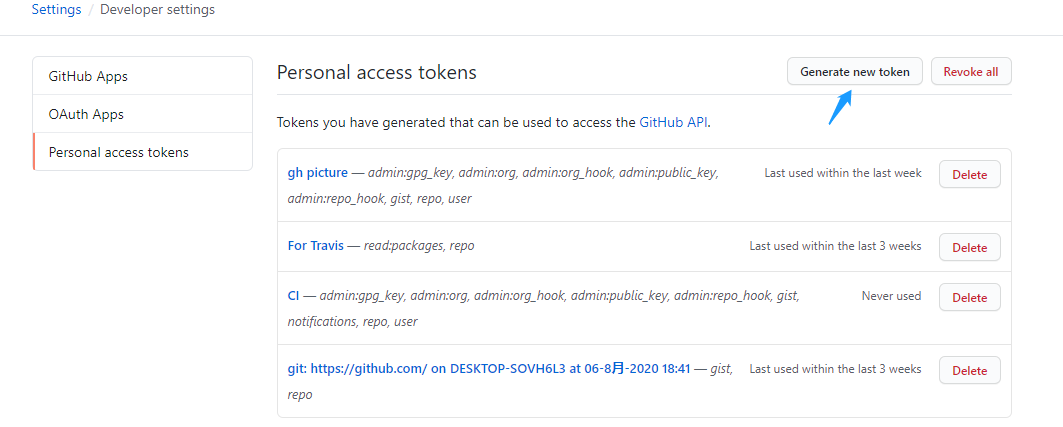 Settings / Developer settings
GitHub Apps
OAuth Apps
Personal access tokens
Personal access tokens
Generate new token
Revoke all
Tokens you have generated that can be used to access the GitHub API.
gh picture — admin:gpg_key, admin:org, admin:org_hook, admin:public_key,
admin:repo_hook, gist, repo, user
Last used within the last week
Delete
For Travis — read:packages, repo
Last used within the last 3 weeks
Delete
CI — admin:gpg_key, admin:org, admin:org_hook, admin:public_key, admin:repo_hook, gist,
notifications, repo, user
Never used
Delete
git: https://github.com/ on DESKTOP-SOVH6L3 at 06-8月-2020 18:41 — gist,
repo
Last used within the last 3 weeks
Delete